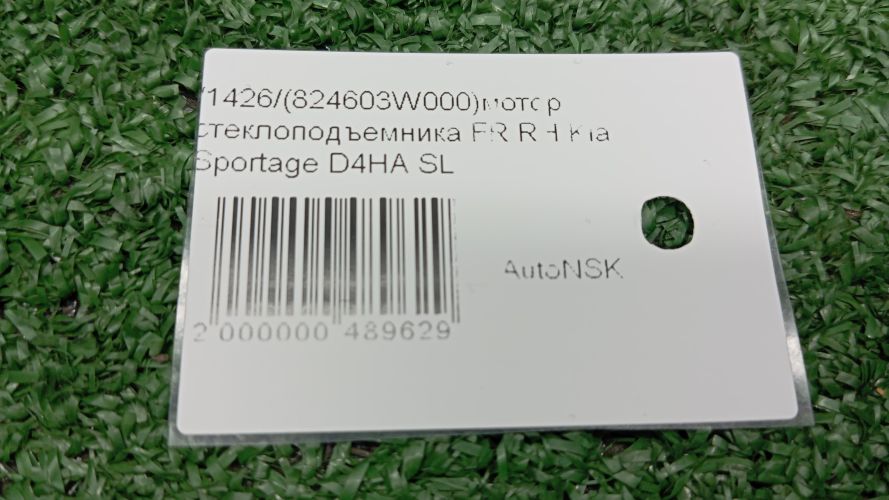 /1426/(824603W000)мотор
стеклоподъемника FR RH Kia
Sportage D4HA SL
2 000000 489629
AutoNSK